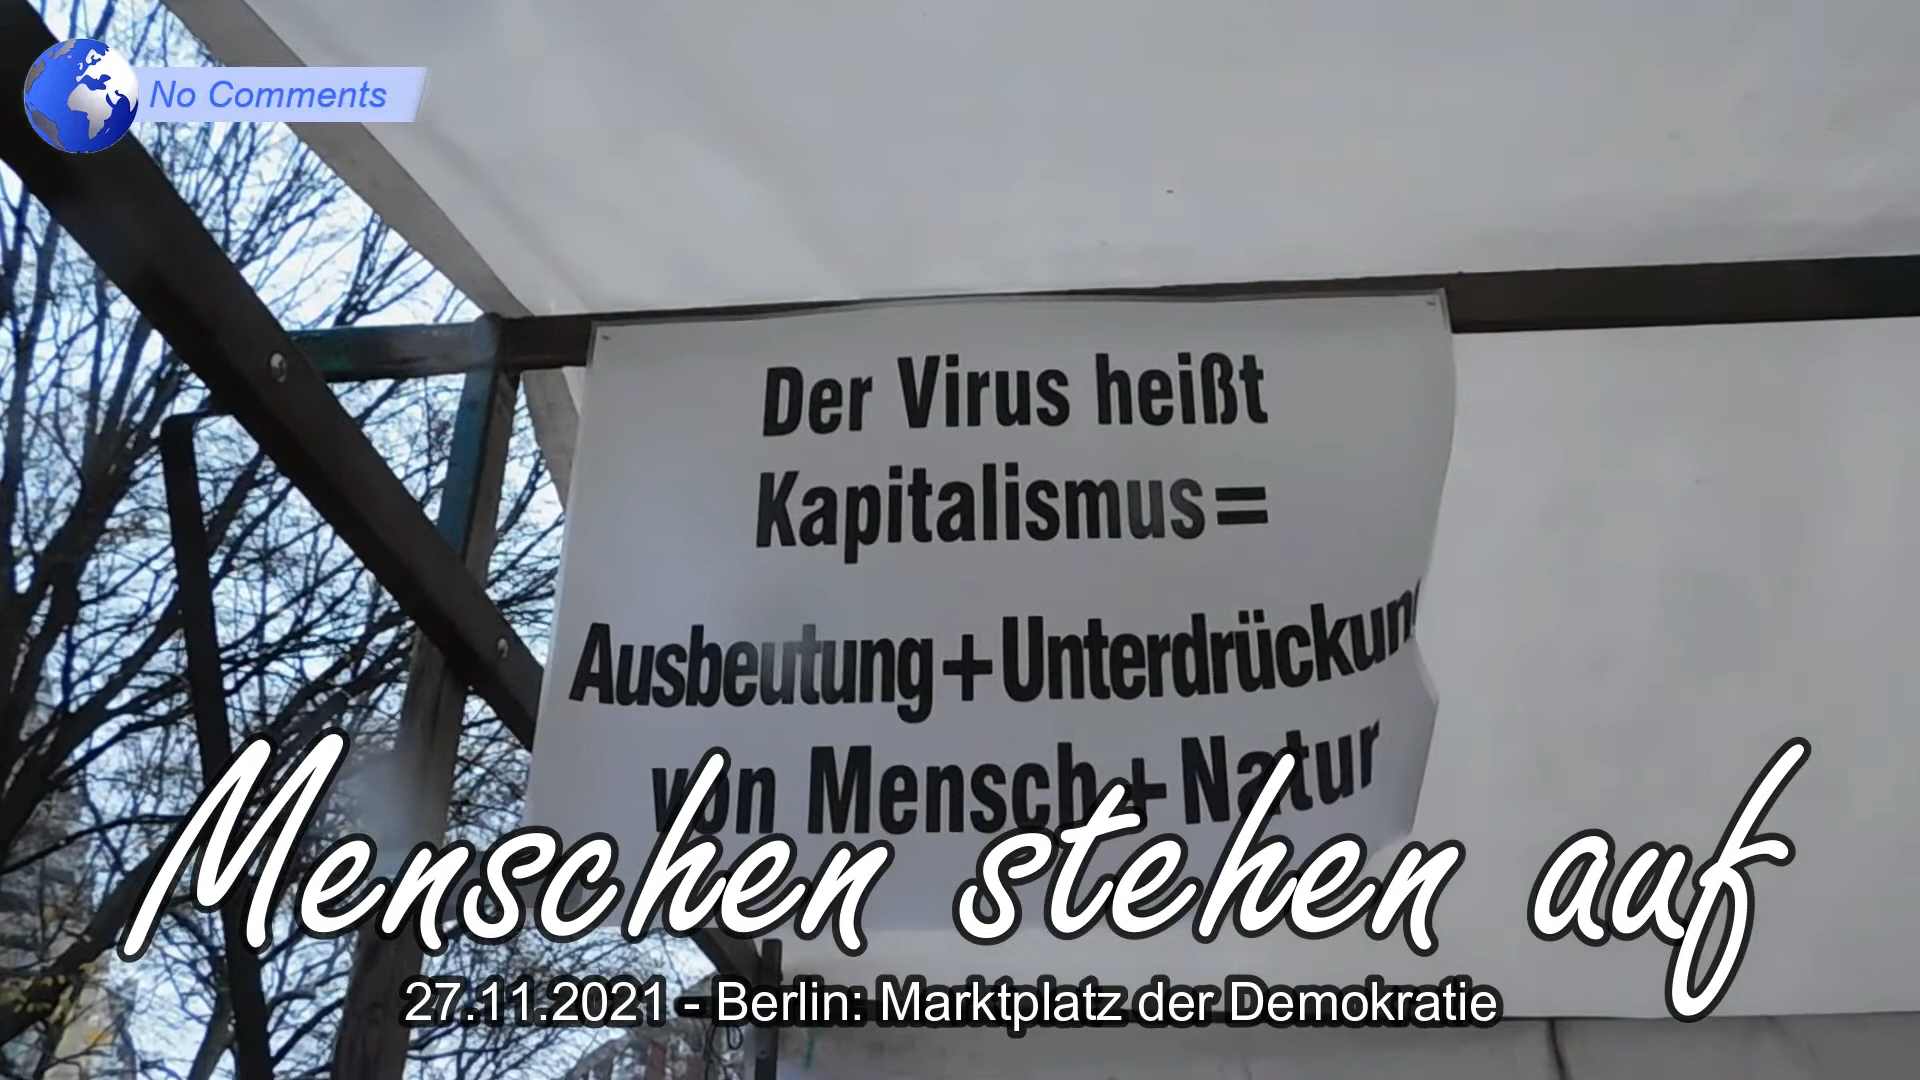 No Comments
Der Virus heißt
Kapitalismus=
Ausbeutung+Unterdrückung
von Mensch+Natur
Menschen stehen auf
27.11.2021 - Berlin: Marktplatz der Demokratie